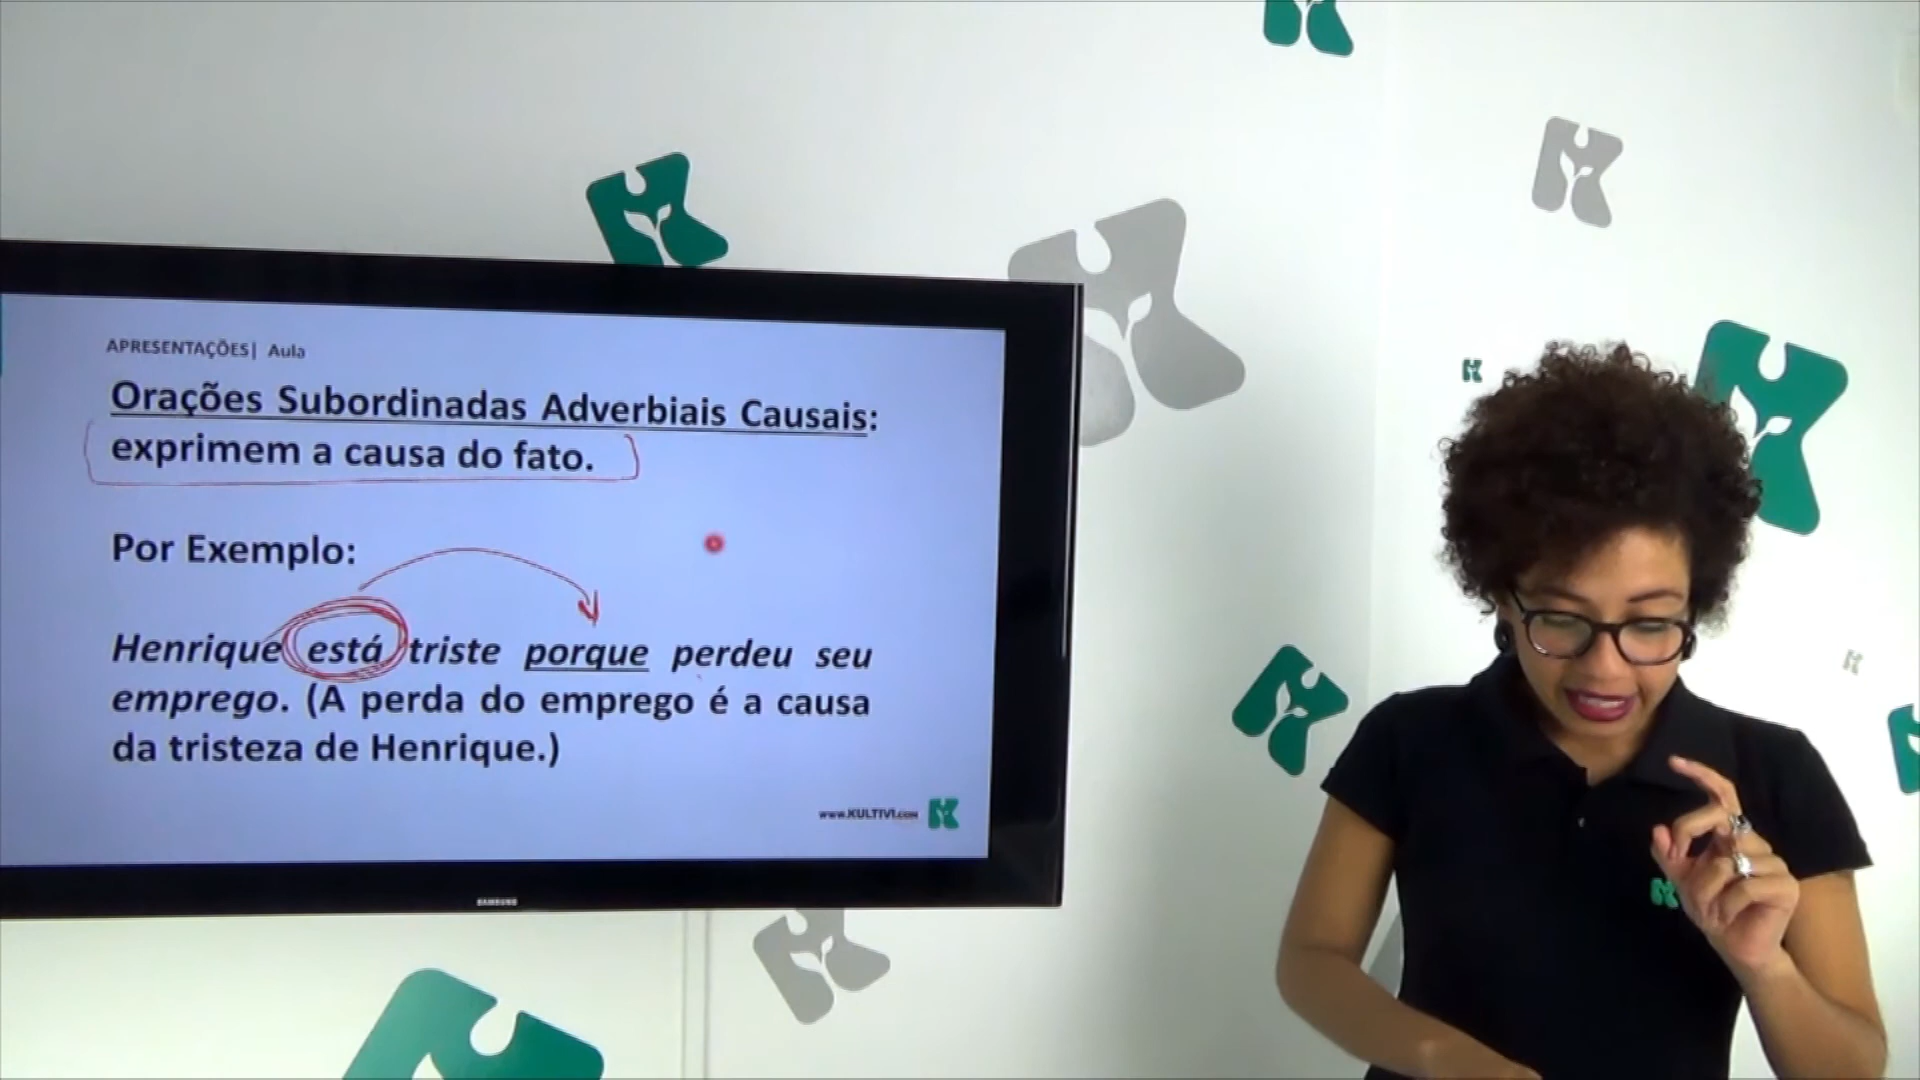 APRESENTAÇÕES| Aula
Orações Subordinadas Adverbiais Causais:
exprimem a causa do fato.
Por Exemplo:
Henrique está triste porque perdeu seu
emprego. (A perda do emprego é a causa
da tristeza de Henrique.)
www.KULTIVI.COM
SAMSUNG